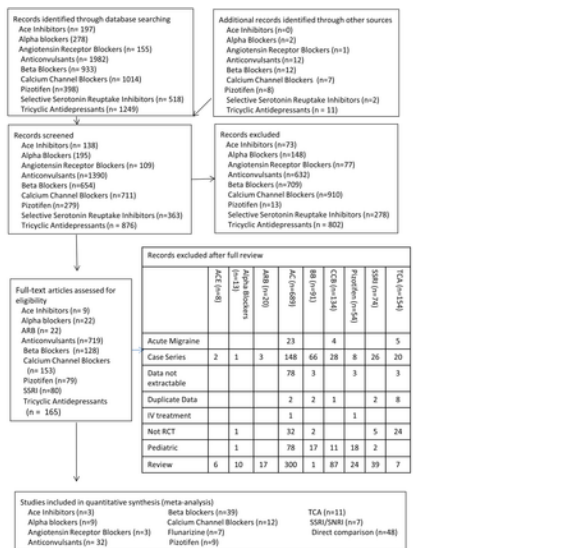 Records identified through database searching
Ace Inhibitors (n= 197)
Alpha blockers (278)
Angiotensin Receptor Blockers (n= 155)
Anticonvulsants (n= 1982)
Beta Blockers (n= 933)
Calcium Channel Blockers (n= 1014)
Pizotifen (n=398)
Selective Serotonin Reuptake Inhibitors (n= 518)
Tricyclic Antidepressants (n= 1249)
Additional records identified through other sources
Ace Inhibitors (n=0)
Alpha Blockers (n=2)
Angiotensin Receptor Blockers (n=1)
Anticonvulsants (n=12)
Beta Blockers (n=12)
Calcium Channel Blockers (n=7)
Pizotifen (n=8)
Selective Serotonin Reuptake Inhibitors (n=2)
Tricyclic Antidepressants (n= 11)
Records screened
Ace Inhibitors (n= 138)
Alpha Blockers (195)
Angiotensin Receptor Blockers (n= 109)
Anticonvulsants (n=1390)
Beta Blockers (n=654)
Calcium Channel Blockers (n=711)
Pizotifen (n=279)
Selective Serotonin Reuptake Inhibitors (n=363)
Tricyclic Antidepressants (n = 876)
Records excluded
Ace Inhibitors (n=73)
Alpha Blockers (n=148)
Angiotensin Receptor Blockers (n=77)
Anticonvulsants (n=632)
Beta Blockers (n=709)
Calcium Channel Blockers (n=910)
Pizotifen (n=13)
Selective Serotonin Reuptake Inhibitors (n=278)
Tricyclic Antidepressants (n= 802)
Full-text articles assessed for
eligibility
Ace Inhibitors (n= 9)
Alpha blockers (n=22)
ARB (n= 22)
Anticonvulsants (n=719)
Beta Blockers (n=128)
Calcium Channel Blockers
(n= 153)
Pizotifen (n=79)
SSRI (n=80)
Tricyclic Antidepressants
(n = 165)
Records excluded after full review
ACE (n=8)
Alpha Blockers
(n=13)
ARB (n=20)
AC (n=689)
BB (n=91)
CCB (n=134)
Pizotifen (n=54)
SSRI (n=74)
TCA (n=154)
Acute Migraine 23 4 5
Case Series 2 1 3 148 66 28 8 26 20
Data not
extractable 78 3 3 3
Duplicate Data 2 2 1 2 8
IV treatment 1 1
Not RCT 1 32 2 5 24
Pediatric 1 78 17 11 18 2
Review 6 10 17 300 1 87 24 39 7
Studies included in quantitative synthesis (meta-analysis)
Ace Inhibitors (n=3) Beta blockers (n=39) TCA (n=11)
Alpha blockers (n=9) Calcium Channel Blockers (n=12) SSRI/SNRI (n=7)
Angiotensin Receptor Blockers (n=3) Flunarizine (n=7) Direct comparison (n=48)
Anticonvulsants (n= 32) Pizotifen (n=9)